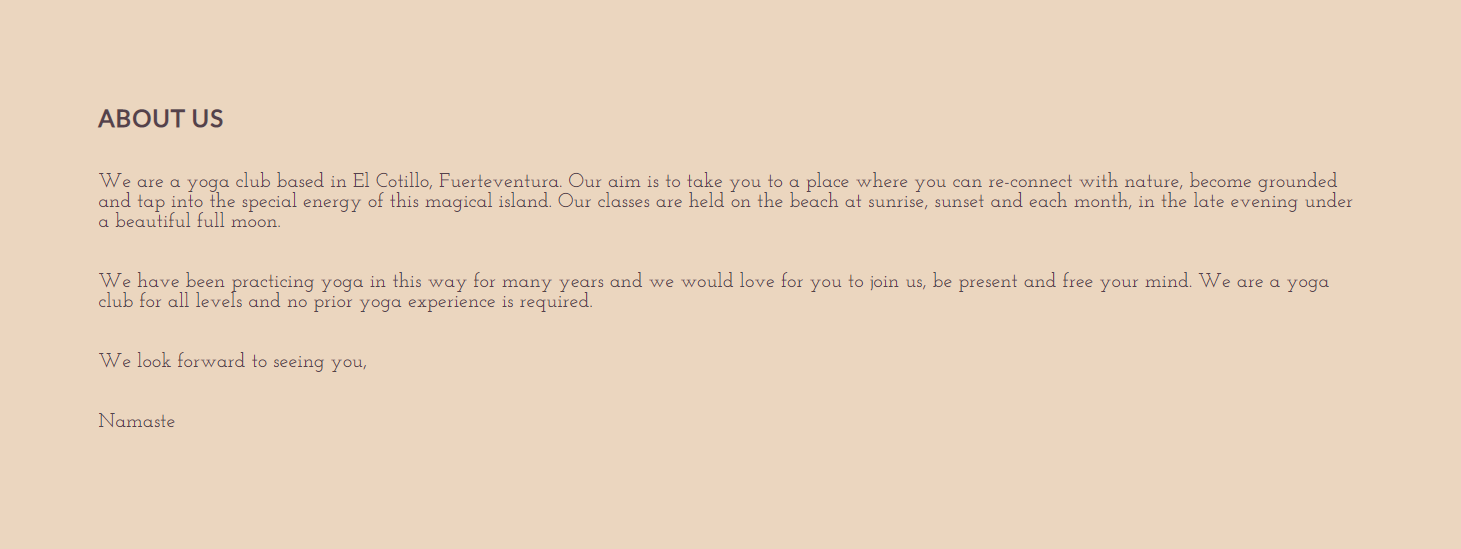 ABOUT US
We are a yoga club based in El Cotillo, Fuerteventura. Our aim is to take you to a place where you can re-connect with nature, become grounded
and tap into the special energy of this magical island. Our classes are held on the beach at sunrise, sunset and each month, in the late evening under
a beautiful full moon.
We have been practicing yoga in this way for many years and we would love for you to join us, be present and free your mind. We are a yoga
club for all levels and no prior yoga experience is required.
We look forward to seeing you,
Namaste